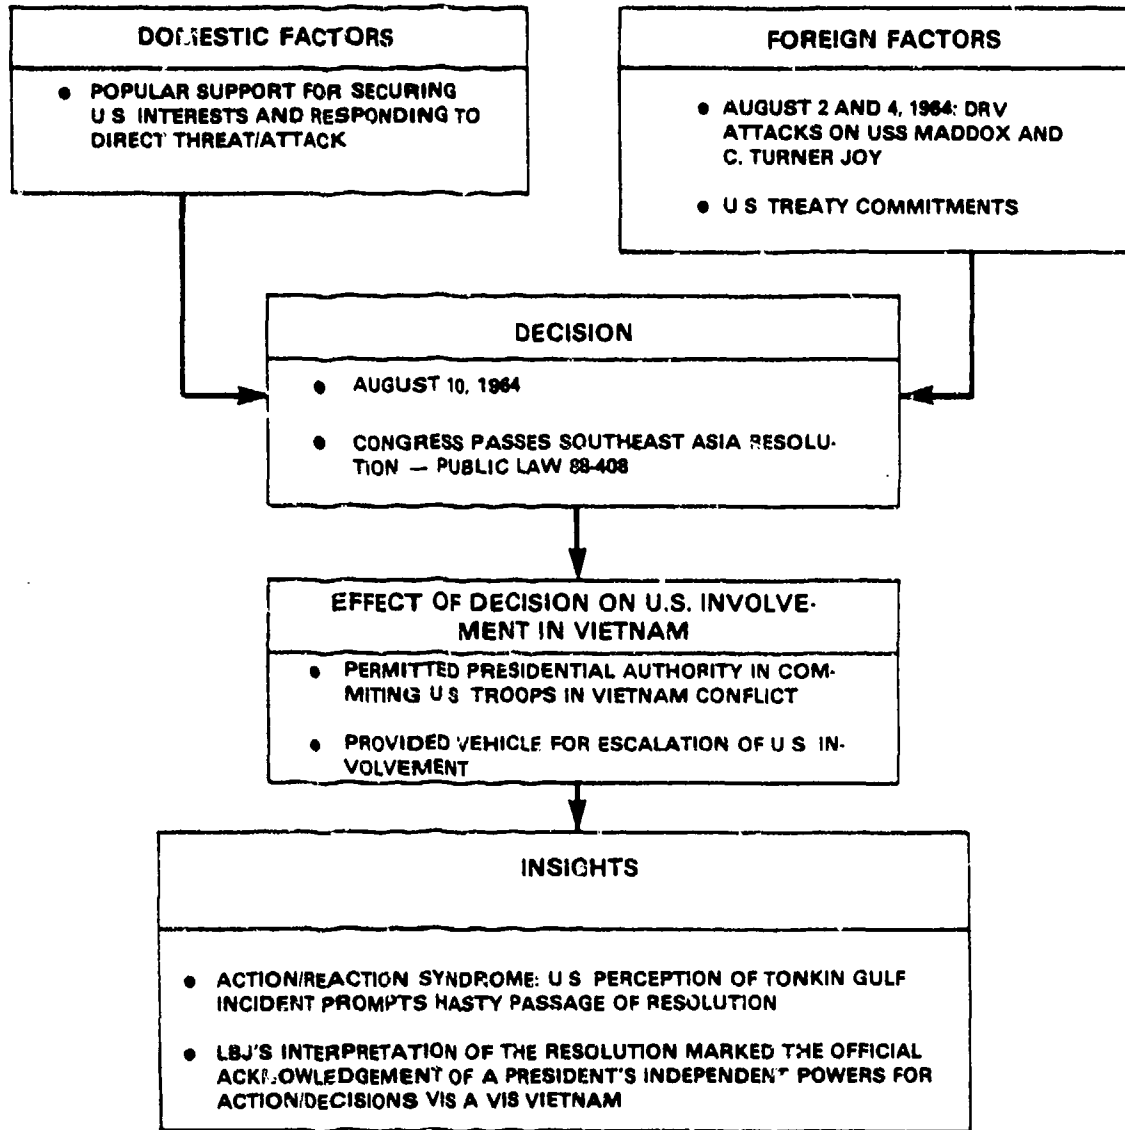 DOMESTIC FACTORS
● POPULAR SUPPORT FOR SECURING
U S INTERESTS AND RESPONDING TO
DIRECT THREAT/ATTACK
FOREIGN FACTORS
● AUGUST 2 AND 4, 1964: DRV
ATTACKS ON USS MADDOX AND
C. TURNER JOY
● U S TREATY COMMITMENTS
DECISION
● AUGUST 10, 1964
● CONGRESS PASSES SOUTHEAST ASIA RESOLU-
TION — PUBLIC LAW 88-408
EFFECT OF DECISION ON U.S. INVOLVE-
MENT IN VIETNAM
● PERMITTED PRESIDENTIAL AUTHORITY IN COM-
MITING U S TROOPS IN VIETNAM CONFLICT
● PROVIDED VEHICLE FOR ESCALATION OF U S IN-
VOLVEMENT
INSIGHTS
● ACTION/REACTION SYNDROME: U S PERCEPTION OF TONKIN GULF
INCIDENT PROMPTS HASTY PASSAGE OF RESOLUTION
● LBJ'S INTERPRETATION OF THE RESOLUTION MARKED THE OFFICIAL
ACKNOWLEDGEMENT OF A PRESIDENT'S INDEPENDENT POWERS FOR
ACTION/DECISIONS VIS A VIS VIETNAM